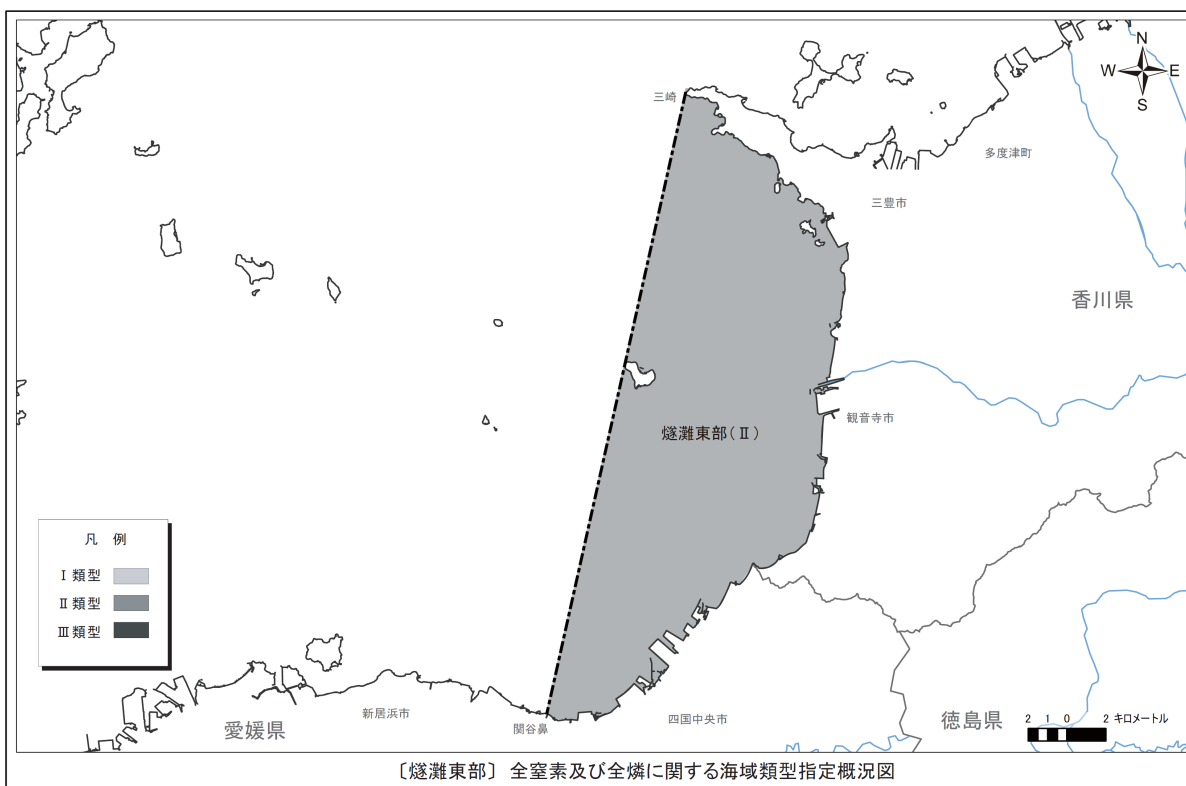 N
W E
S
三崎
多度津町
三豊市
香川県
燧灘東部(Ⅱ)
観音寺市
凡 例
Ⅰ類型
Ⅱ類型
Ⅲ類型
愛媛県
新居浜市
関谷鼻
四国中央市
徳島県
2 1 0 2 キロメートル
〔燧灘東部〕 全窒素及び全燐に関する海域類型指定概況図